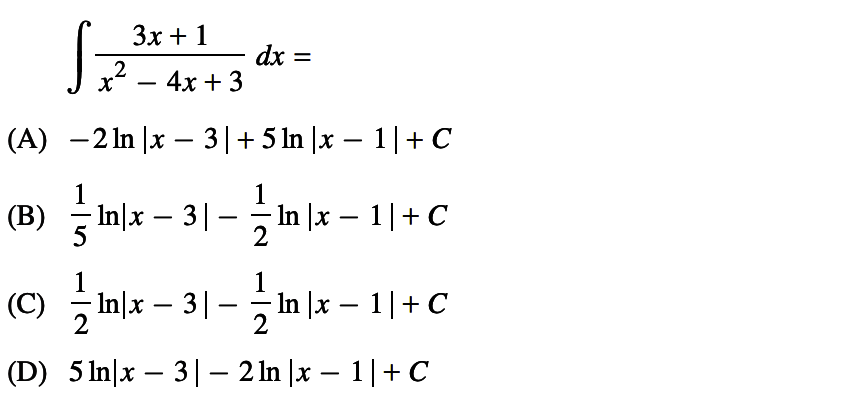 ∫ (3x + 1)/(x² − 4x + 3) dx =
(A) −2 ln |x − 3| + 5 ln |x − 1| + C
(B) 1/5 ln|x − 3| − 1/2 ln |x − 1| + C
(C) 1/2 ln|x − 3| − 1/2 ln |x − 1| + C
(D) 5 ln|x − 3| − 2 ln |x − 1| + C